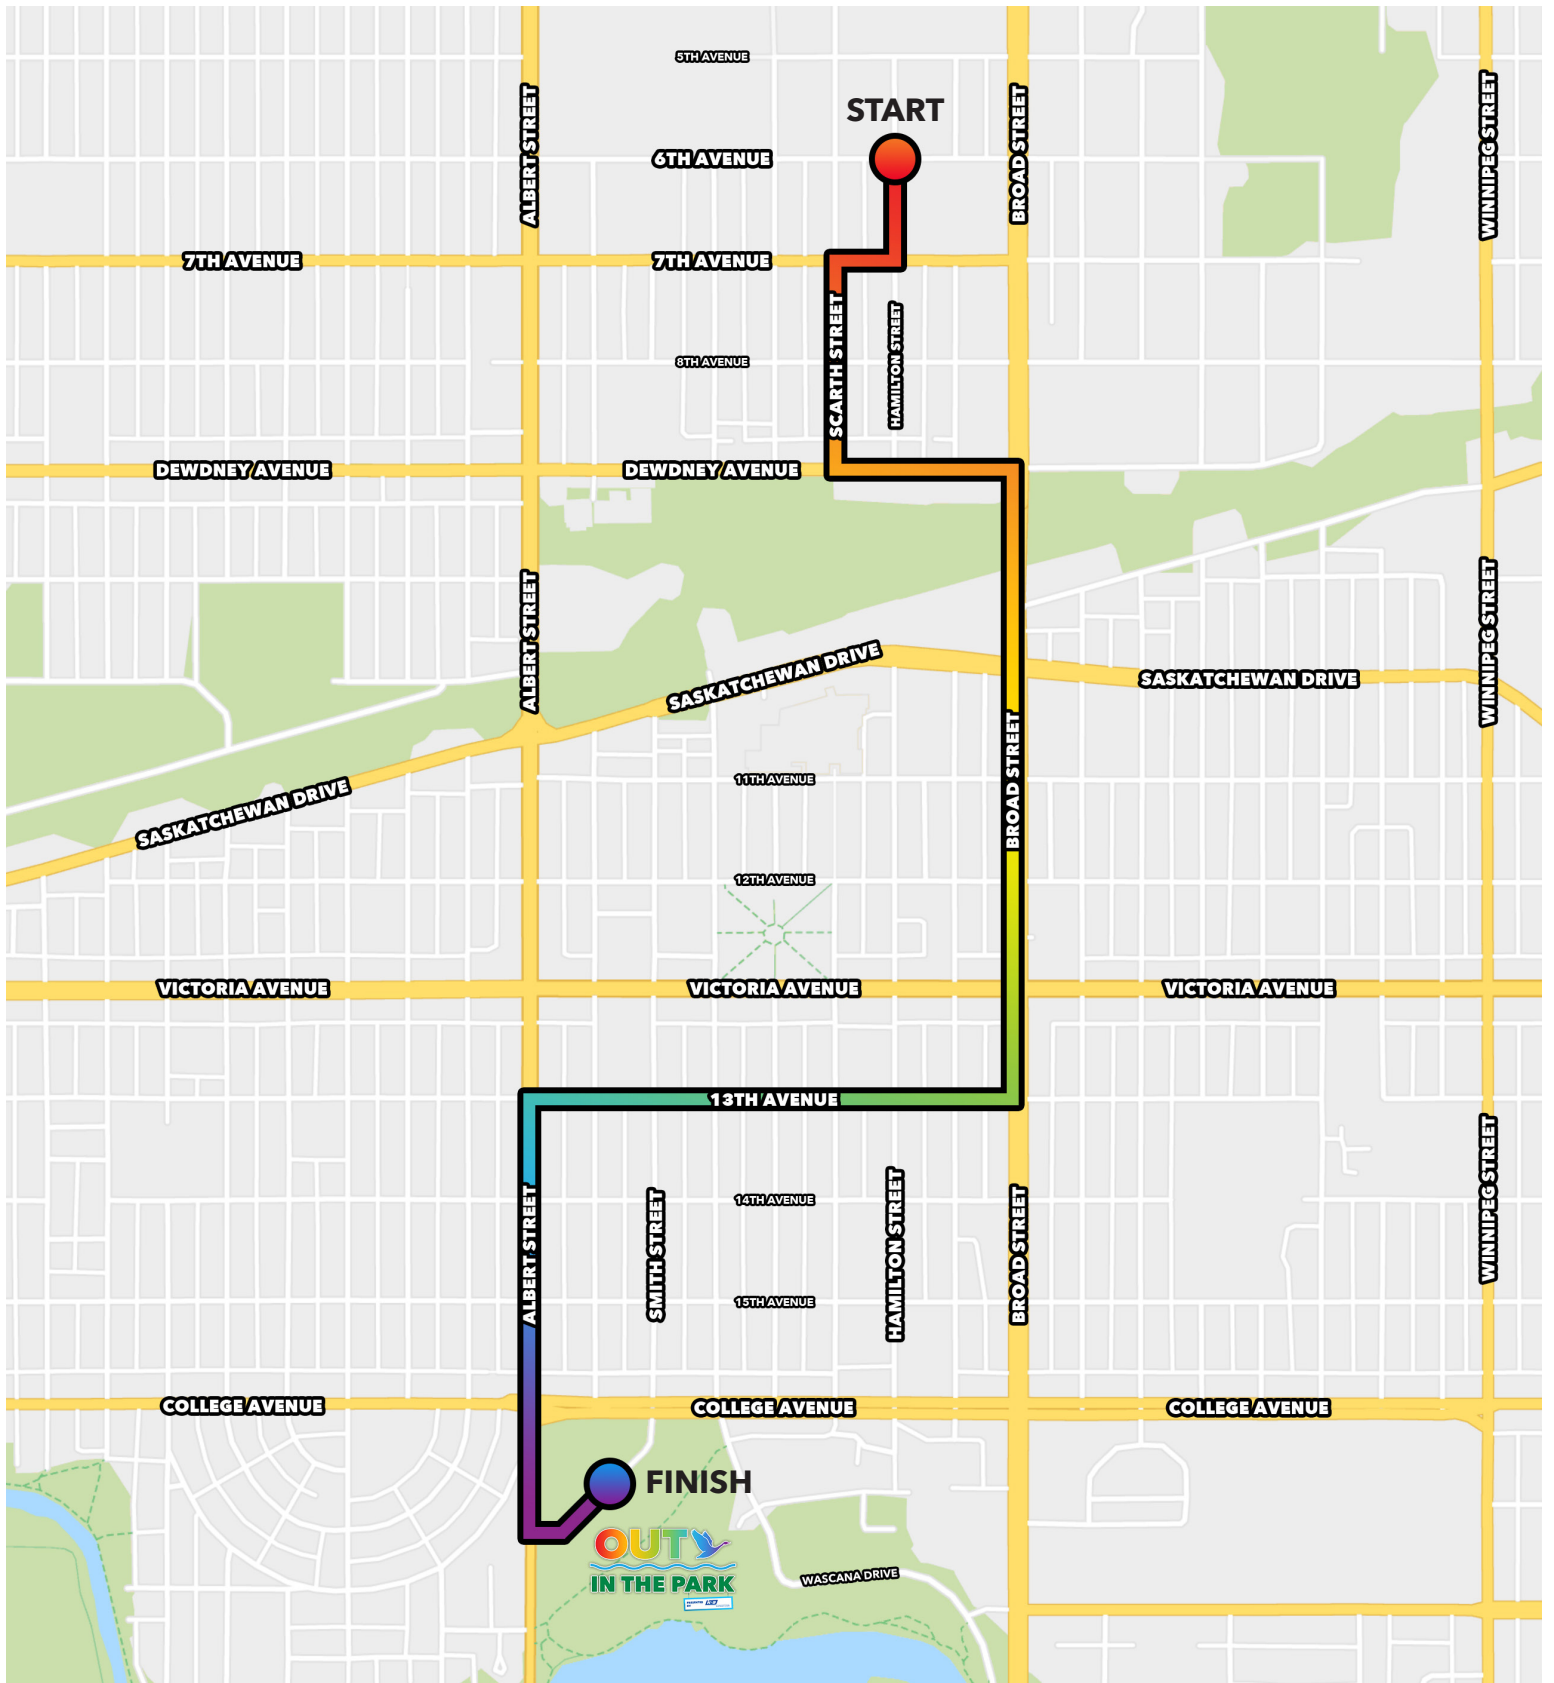 5TH AVENUE
START
ALBERT STREET
BROAD STREET
WINNIPEG STREET
6TH AVENUE
7TH AVENUE
7TH AVENUE
SCARTH STREET
HAMILTON STREET
8TH AVENUE
DEWDNEY AVENUE
DEWDNEY AVENUE
ALBERT STREET
WINNIPEG STREET
SASKATCHEWAN DRIVE
SASKATCHEWAN DRIVE
SASKATCHEWAN DRIVE
11TH AVENUE
BROAD STREET
12TH AVENUE
VICTORIA AVENUE
VICTORIA AVENUE
VICTORIA AVENUE
13TH AVENUE
ALBERT STREET
SMITH STREET
14TH AVENUE
HAMILTON STREET
BROAD STREET
WINNIPEG STREET
15TH AVENUE
COLLEGE AVENUE
COLLEGE AVENUE
COLLEGE AVENUE
FINISH
OUT
IN THE PARK
WASCANA DRIVE